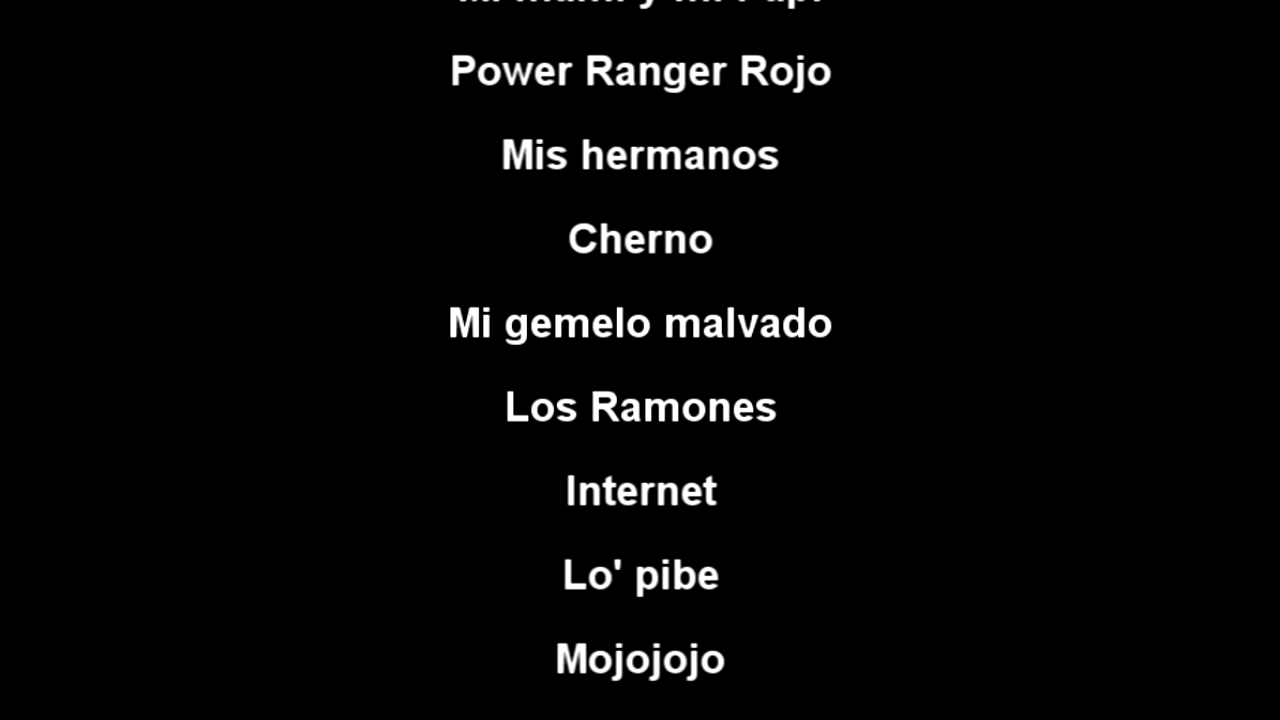 Power Ranger Rojo
Mis hermanos
Cherno
Mi gemelo malvado
Los Ramones
Internet
Lo' pibe
Mojojojo